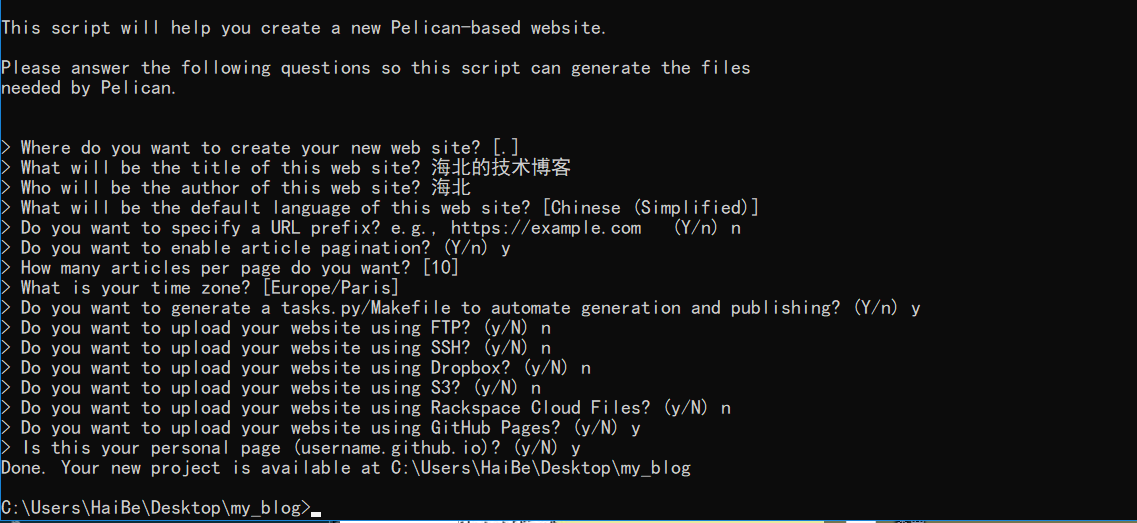 This script will help you create a new Pelican-based website.
Please answer the following questions so this script can generate the files
needed by Pelican.
> Where do you want to create your new web site? [.]
> What will be the title of this web site? 海北的技术博客
> Who will be the author of this web site? 海北
> What will be the default language of this web site? [Chinese (Simplified)]
> Do you want to specify a URL prefix? e.g., https://example.com   (Y/n) n
> Do you want to enable article pagination? (Y/n) y
> How many articles per page do you want? [10]
> What is your time zone? [Europe/Paris]
> Do you want to generate a tasks.py/Makefile to automate generation and publishing? (Y/n) y
> Do you want to upload your website using FTP? (y/N) n
> Do you want to upload your website using SSH? (y/N) n
> Do you want to upload your website using Dropbox? (y/N) n
> Do you want to upload your website using S3? (y/N) n
> Do you want to upload your website using Rackspace Cloud Files? (y/N) n
> Do you want to upload your website using GitHub Pages? (y/N) y
> Is this your personal page (username.github.io)? (y/N) y
Done. Your new project is available at C:\Users\HaiBe\Desktop\my_blog
C:\Users\HaiBe\Desktop\my_blog>